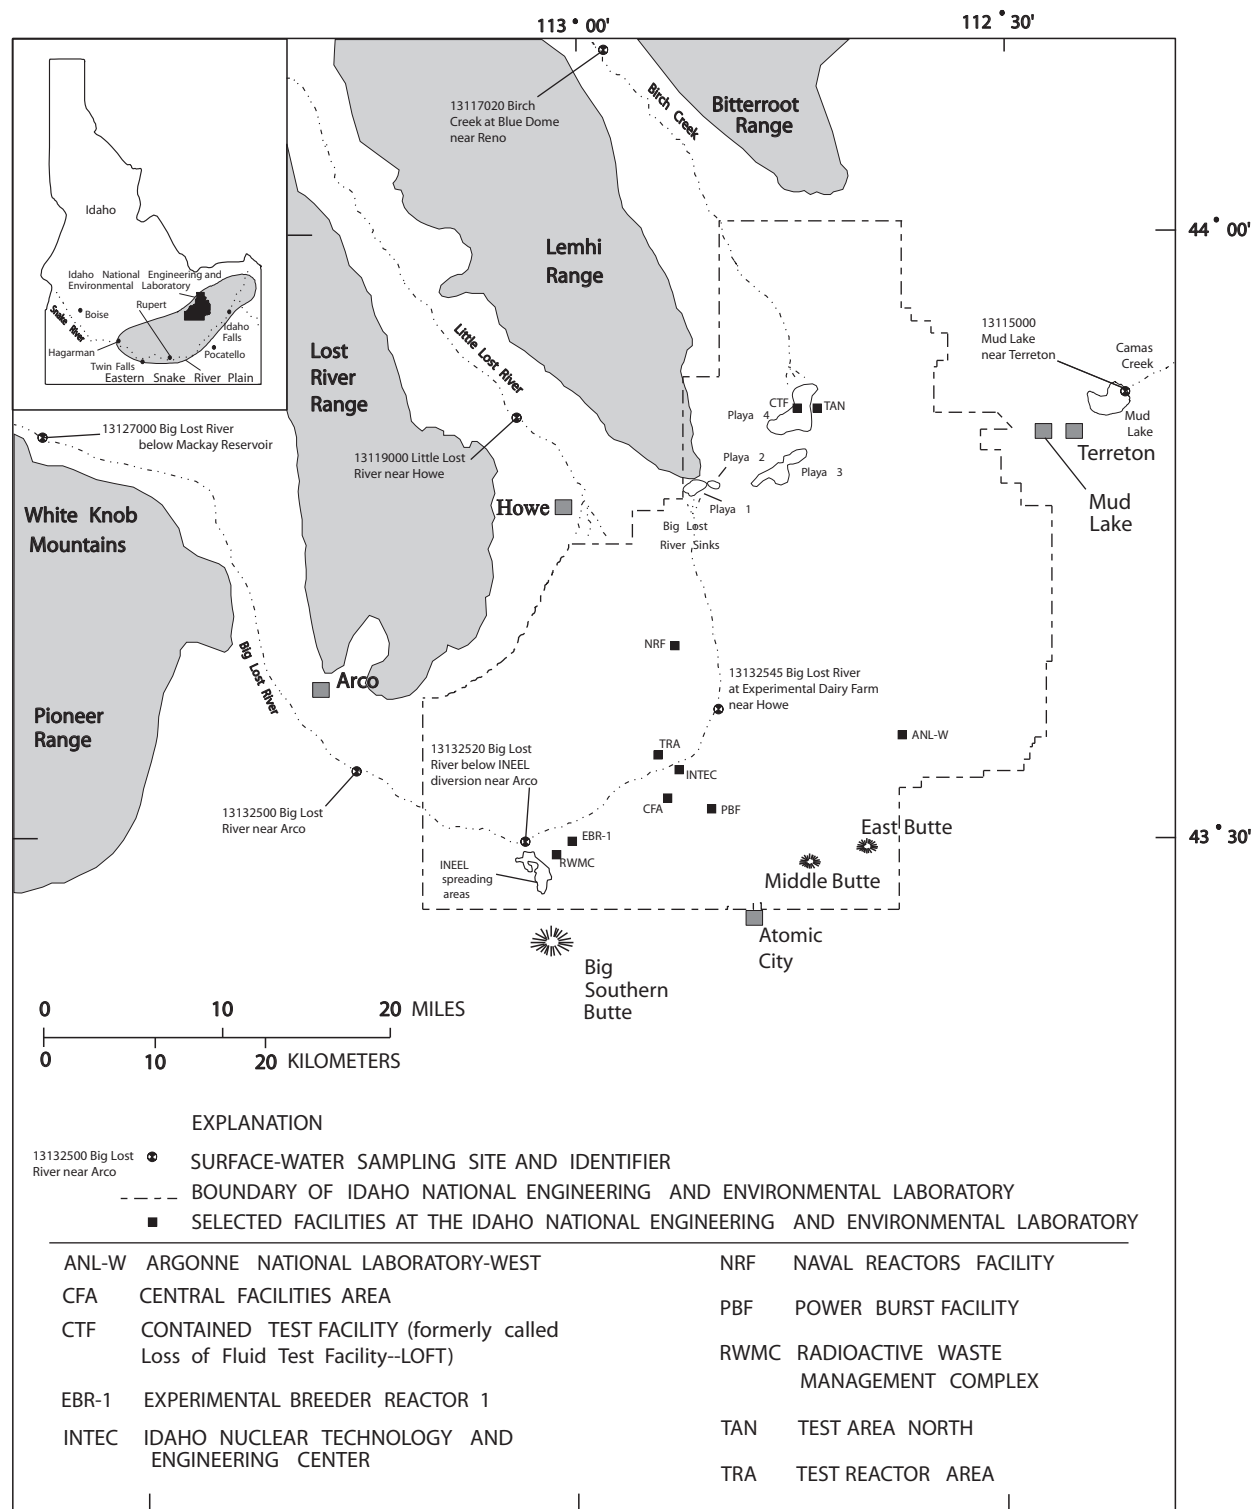 113° 00'
112° 30'
13117020 Birch
Creek at Blue Dome
near Reno
Birch Creek
Bitterroot
Range
Idaho
Idaho National Engineering and
Environmental Laboratory
Rupert
Snake River
Boise
Idaho
Falls
Hagarman
Pocatello
Twin Falls
Eastern Snake River Plain
Lemhi
Range
44° 00'
13115000
Mud Lake
near Terreton
Camas
Creek
Little Lost River
Lost
River
Range
CTF
TAN
Playa 4
Mud
Lake
13127000 Big Lost River
below Mackay Reservoir
13119000 Little Lost
River near Howe
Playa 2
Playa 3
Terreton
White Knob
Mountains
Howe
Playa 1
Mud
Lake
Big Lost
River Sinks
Big Lost River
NRF
Arco
13132545 Big Lost River
at Experimental Dairy Farm
near Howe
Pioneer
Range
13132520 Big Lost
River below INEEL
diversion near Arco
TRA
ANL-W
INTEC
13132500 Big Lost
River near Arco
CFA
PBF
East Butte
43° 30'
EBR-1
RWMC
INEEL
spreading
areas
Middle Butte
Atomic
City
Big
Southern
Butte
0 10 20 MILES
0 10 20 KILOMETERS
EXPLANATION
13132500 Big Lost
River near Arco
SURFACE-WATER SAMPLING SITE AND IDENTIFIER
BOUNDARY OF IDAHO NATIONAL ENGINEERING AND ENVIRONMENTAL LABORATORY
SELECTED FACILITIES AT THE IDAHO NATIONAL ENGINEERING AND ENVIRONMENTAL LABORATORY
ANL-W ARGONNE NATIONAL LABORATORY-WEST
CFA CENTRAL FACILITIES AREA
CTF CONTAINED TEST FACILITY (formerly called
Loss of Fluid Test Facility--LOFT)
EBR-1 EXPERIMENTAL BREEDER REACTOR 1
INTEC IDAHO NUCLEAR TECHNOLOGY AND
ENGINEERING CENTER
NRF NAVAL REACTORS FACILITY
PBF POWER BURST FACILITY
RWMC RADIOACTIVE WASTE
MANAGEMENT COMPLEX
TAN TEST AREA NORTH
TRA TEST REACTOR AREA